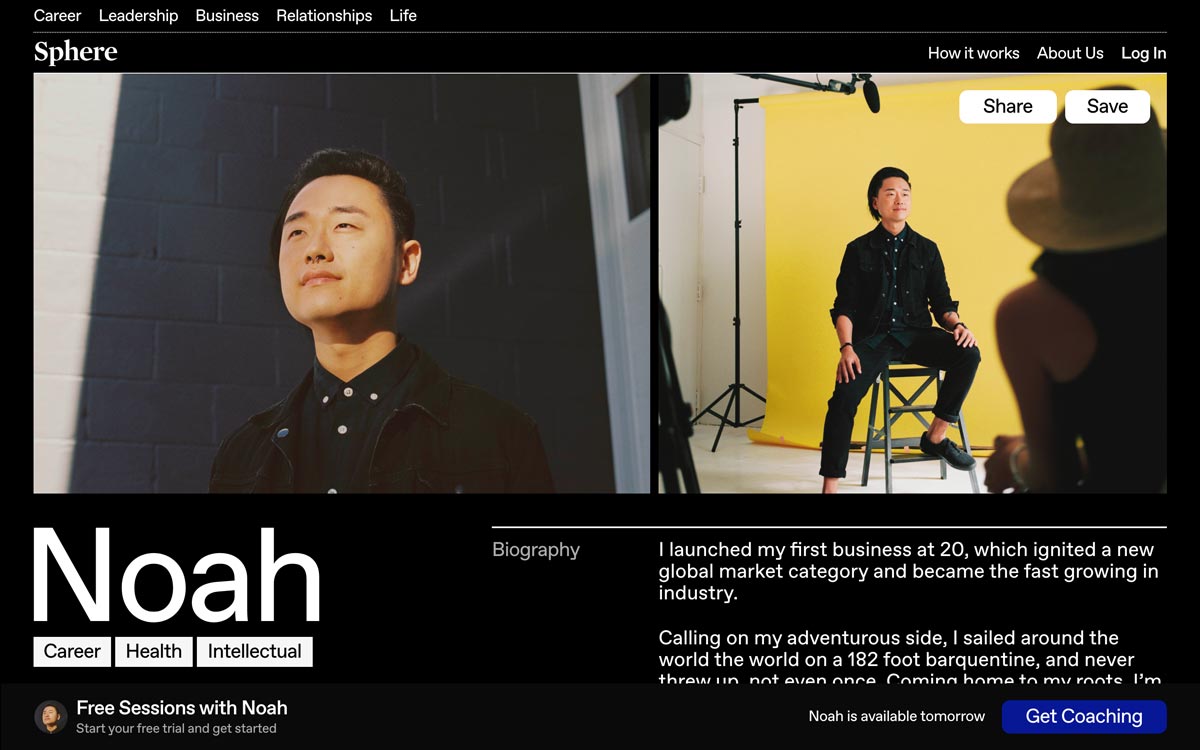 Career Leadership Business Relationships Life
Sphere
How it works About Us Log In
Share Save
Noah
Career Health Intellectual
Biography
I launched my first business at 20, which ignited a new
global market category and became the fast growing in
industry.
Calling on my adventurous side, I sailed around the
world the world on a 182 foot barquentine, and never
threw up, not even once. Coming home to my roots, I’m
Free Sessions with Noah
Start your free trial and get started
Noah is available tomorrow
Get Coaching